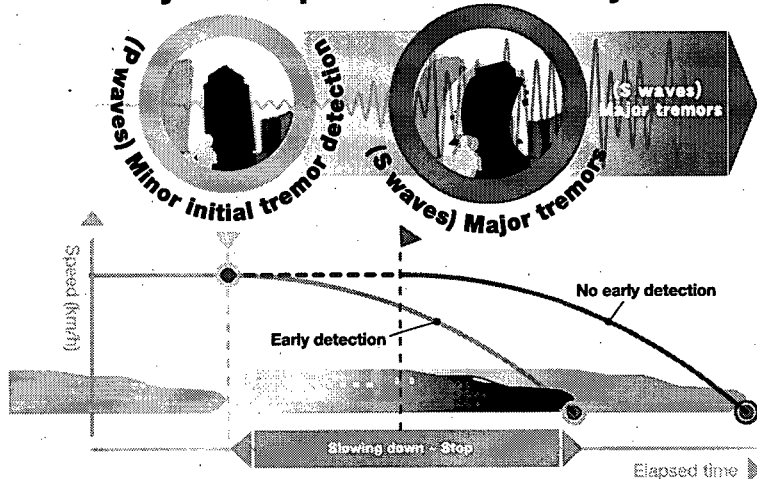 (P waves) Minor initial tremor detection
(S waves) Major tremors
(S waves)
Major tremors
Speed (km/h)
No early detection
Early detection
Slowing down ~ Stop
Elapsed time